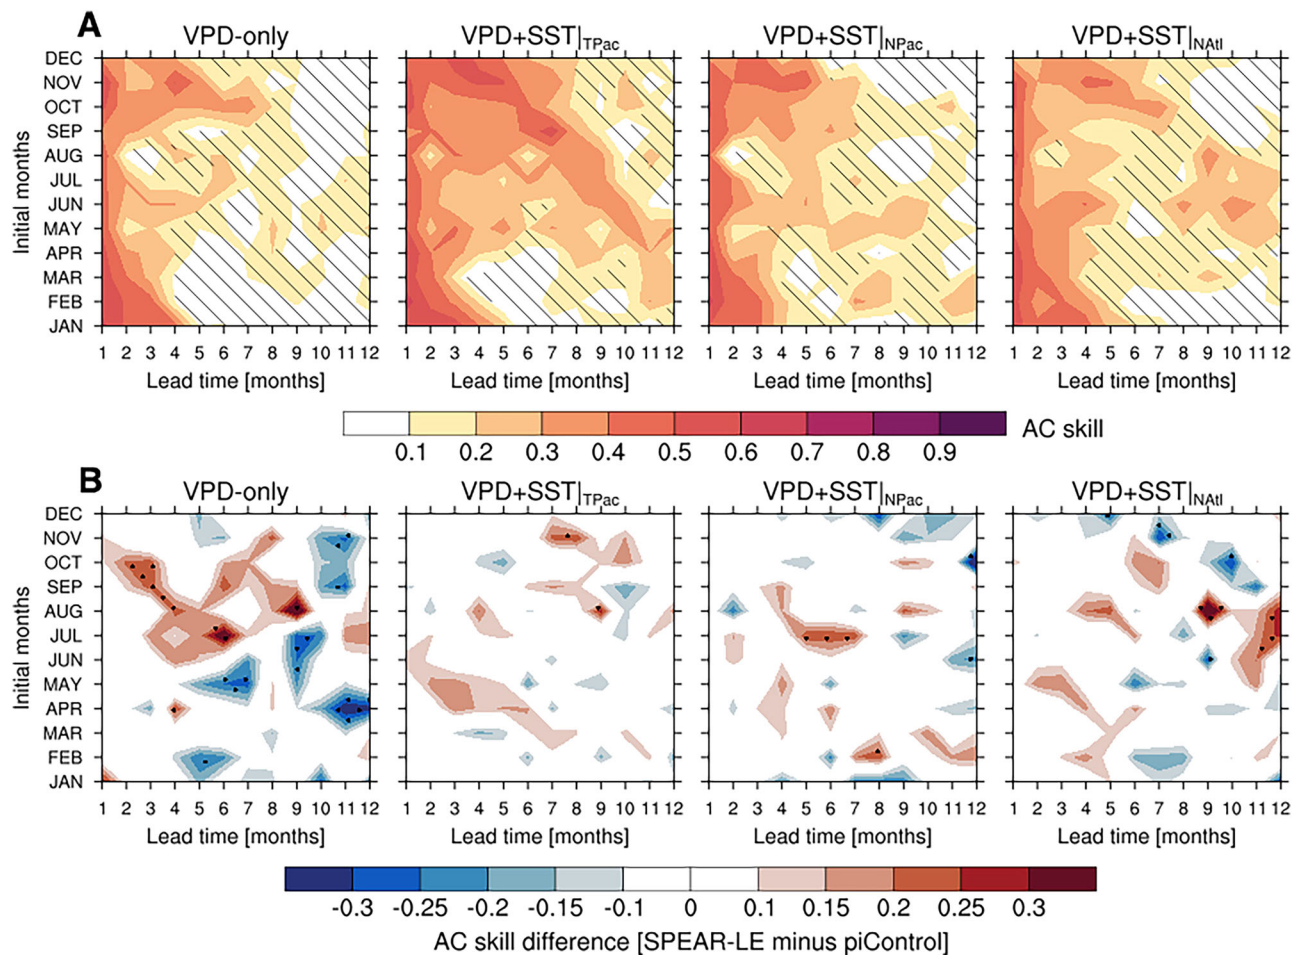 A
VPD-only VPD+SST|TPac VPD+SST|NPac VPD+SST|NAtl
DEC
NOV
OCT
SEP
AUG
JUL
JUN
MAY
APR
MAR
FEB
JAN
Initial months
1 2 3 4 5 6 7 8 9 10 11 12 1 2 3 4 5 6 7 8 9 10 11 12 1 2 3 4 5 6 7 8 9 10 11 12 1 2 3 4 5 6 7 8 9 10 11 12
Lead time [months] Lead time [months] Lead time [months] Lead time [months]
0.1 0.2 0.3 0.4 0.5 0.6 0.7 0.8 0.9
AC skill
B
VPD-only VPD+SST|TPac VPD+SST|NPac VPD+SST|NAtl
DEC
NOV
OCT
SEP
AUG
JUL
JUN
MAY
APR
MAR
FEB
JAN
Initial months
1 2 3 4 5 6 7 8 9 10 11 12 1 2 3 4 5 6 7 8 9 10 11 12 1 2 3 4 5 6 7 8 9 10 11 12 1 2 3 4 5 6 7 8 9 10 11 12
Lead time [months] Lead time [months] Lead time [months] Lead time [months]
-0.3 -0.25 -0.2 -0.15 -0.1 0 0.1 0.15 0.2 0.25 0.3
AC skill difference [SPEAR-LE minus piControl]